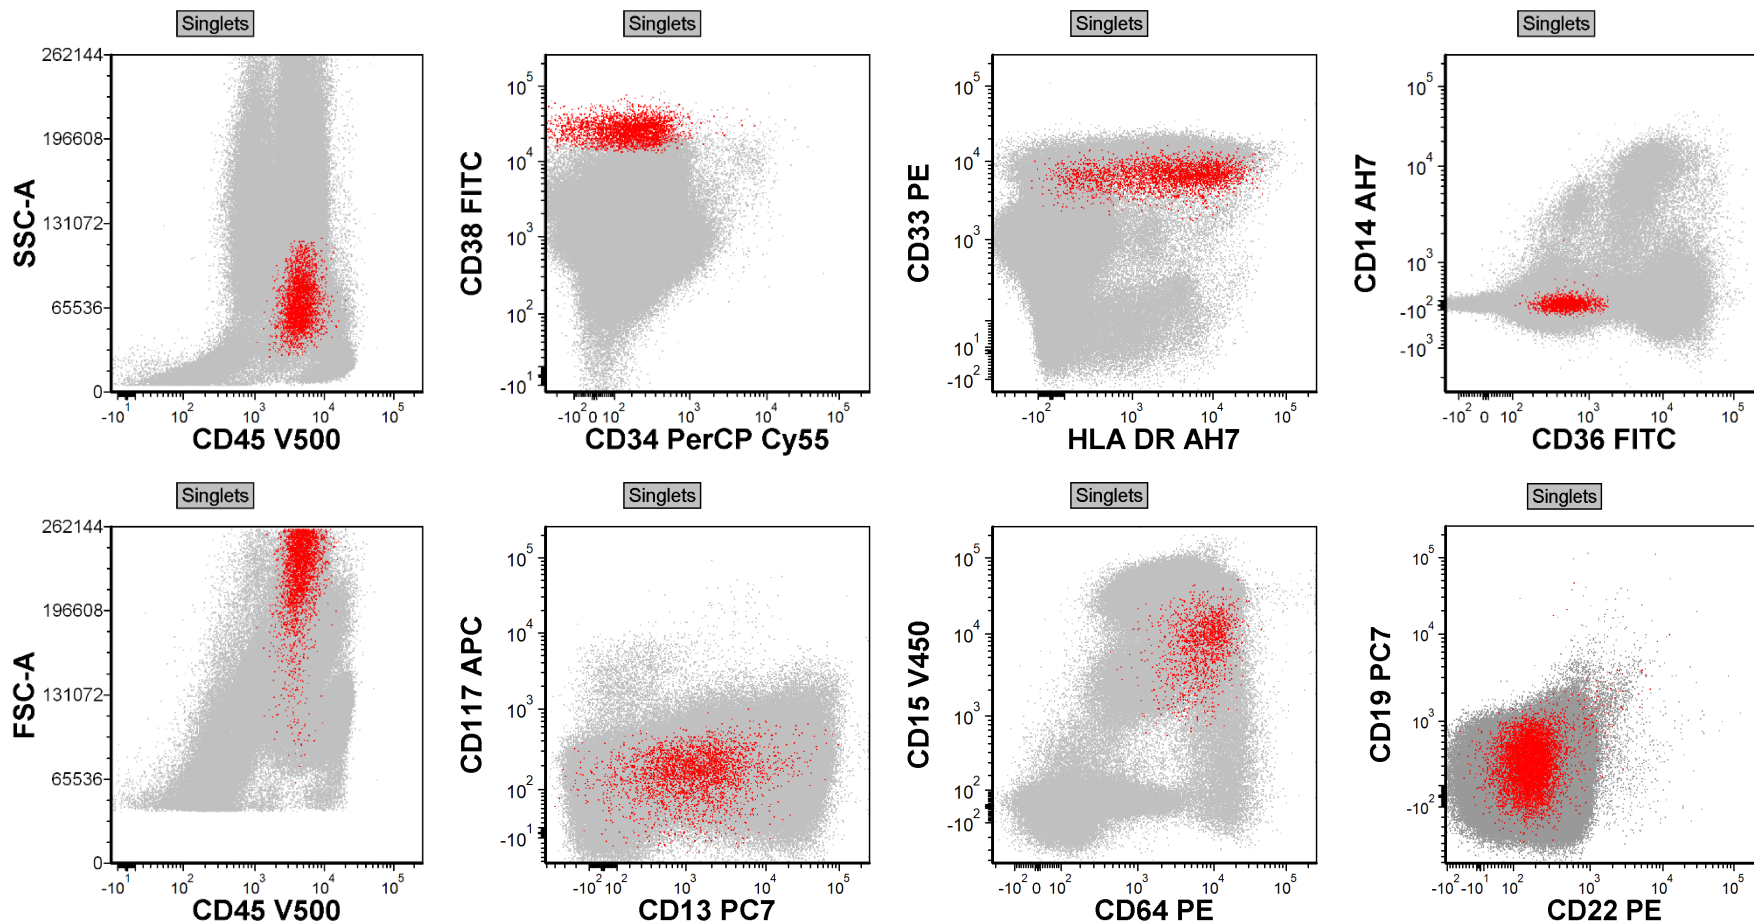 Singlets Singlets Singlets Singlets
262144
196608
131072
65536
0
SSC-A
-10^1 10^2 10^3 10^4 10^5
CD45 V500
10^5
10^4
10^3
10^2
-10^1
CD38 FITC
-10^2 10^2 10^3 10^4 10^5
CD34 PerCP Cy55
10^5
10^4
10^3
10^1
-10^2
CD33 PE
-10^2 10^3 10^4 10^5
HLA DR AH7
10^5
10^4
10^3
-10^2
-10^3
CD14 AH7
-10^2 0 10^2 10^3 10^4 10^5
CD36 FITC
Singlets Singlets Singlets Singlets
262144
196608
131072
65536
0
FSC-A
-10^1 10^2 10^3 10^4 10^5
CD45 V500
10^5
10^4
10^3
10^2
-10^1
CD117 APC
-10^2 10^2 10^3 10^4 10^5
CD13 PC7
10^5
10^4
10^3
10^2
-10^2
CD15 V450
-10^2 0 10^2 10^3 10^4 10^5
CD64 PE
10^5
10^4
10^3
-10^2
CD19 PC7
-10^2 -10^1 10^2 10^3 10^4 10^5
CD22 PE